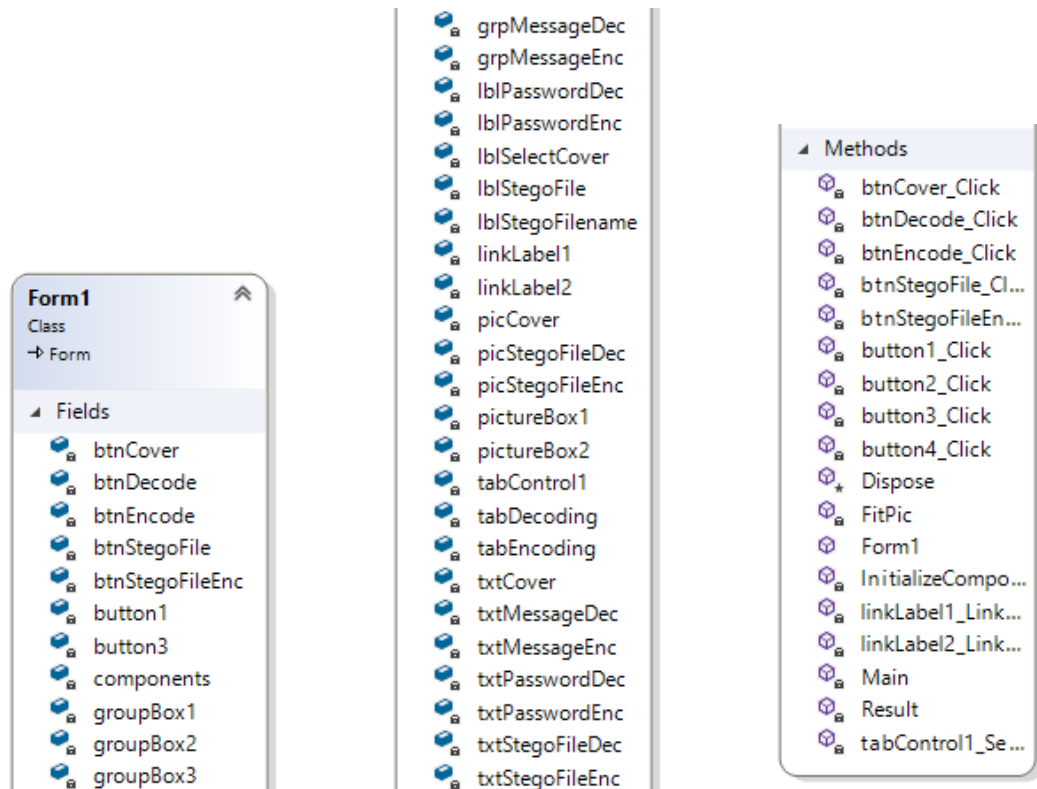 Form1
Class
Form
Fields
btnCover
btnDecode
btnEncode
btnStegoFile
btnStegoFileEnc
button1
button3
components
groupBox1
groupBox2
groupBox3
grpMessageDec
grpMessageEnc
lblPasswordDec
lblPasswordEnc
lblSelectCover
lblStegoFile
lblStegoFilename
linkLabel1
linkLabel2
picCover
picStegoFileDec
picStegoFileEnc
pictureBox1
pictureBox2
tabControl1
tabDecoding
tabEncoding
txtCover
txtMessageDec
txtMessageEnc
txtPasswordDec
txtPasswordEnc
txtStegoFileDec
txtStegoFileEnc
Methods
btnCover_Click
btnDecode_Click
btnEncode_Click
btnStegoFile_Cl...
btnStegoFileEn...
button1_Click
button2_Click
button3_Click
button4_Click
Dispose
FitPic
Form1
InitializeCompo...
linkLabel1_Link...
linkLabel2_Link...
Main
Result
tabControl1_Se...